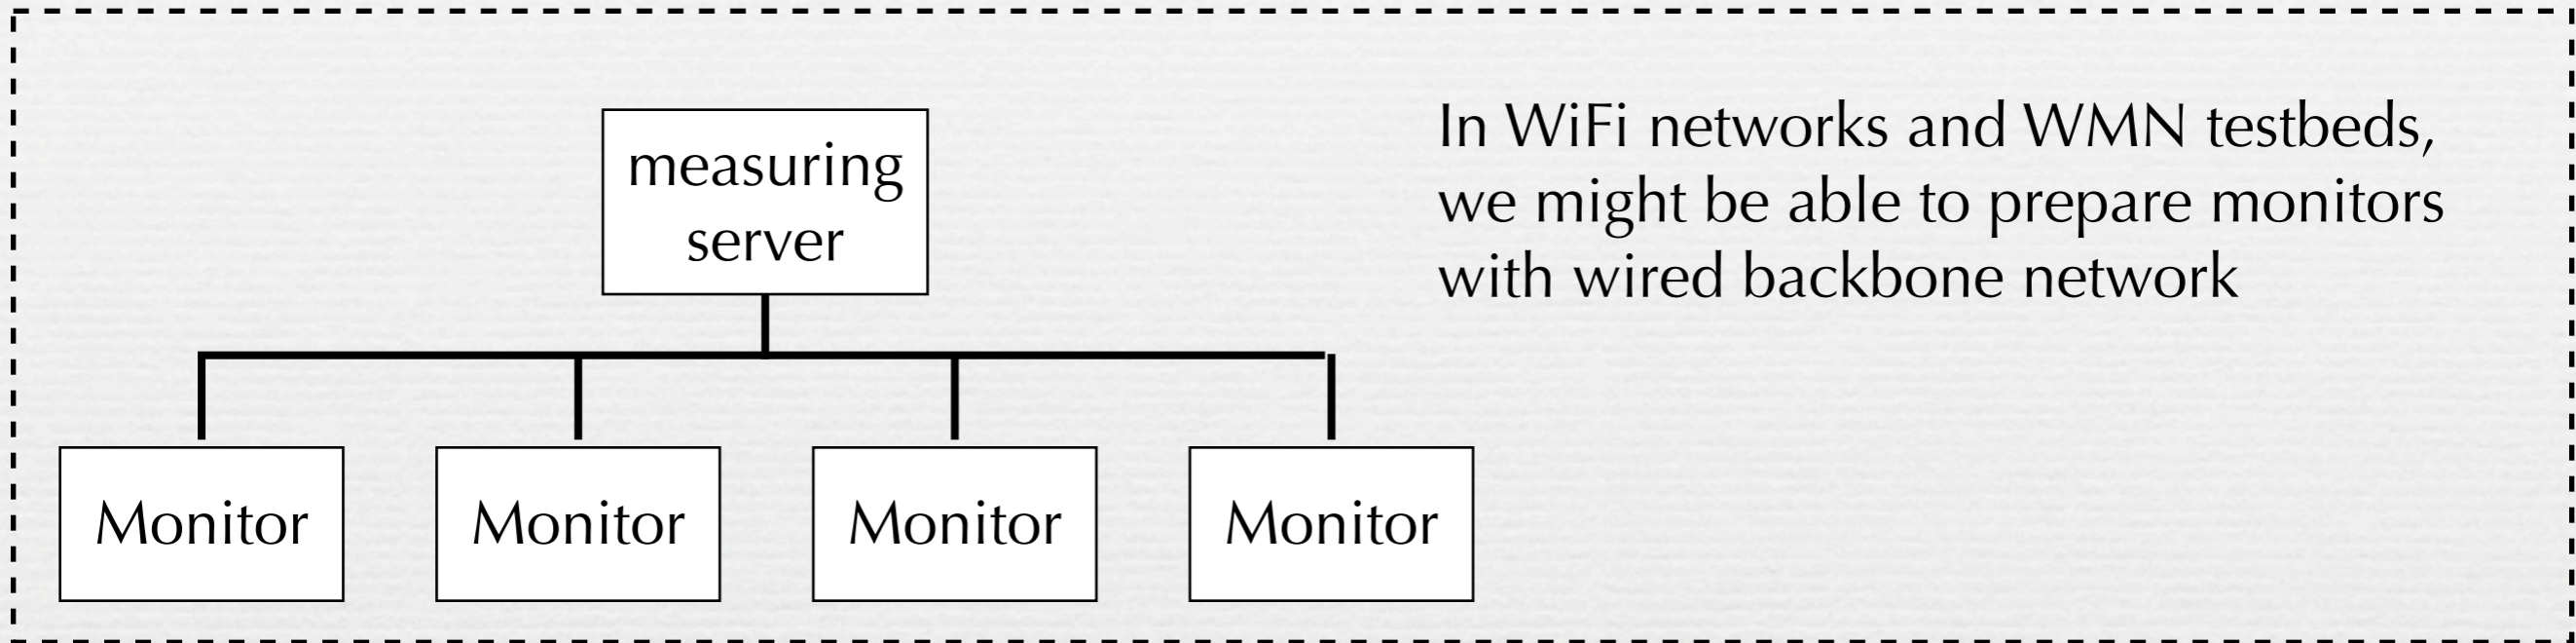 measuring
server
In WiFi networks and WMN testbeds,
we might be able to prepare monitors
with wired backbone network
Monitor
Monitor
Monitor
Monitor